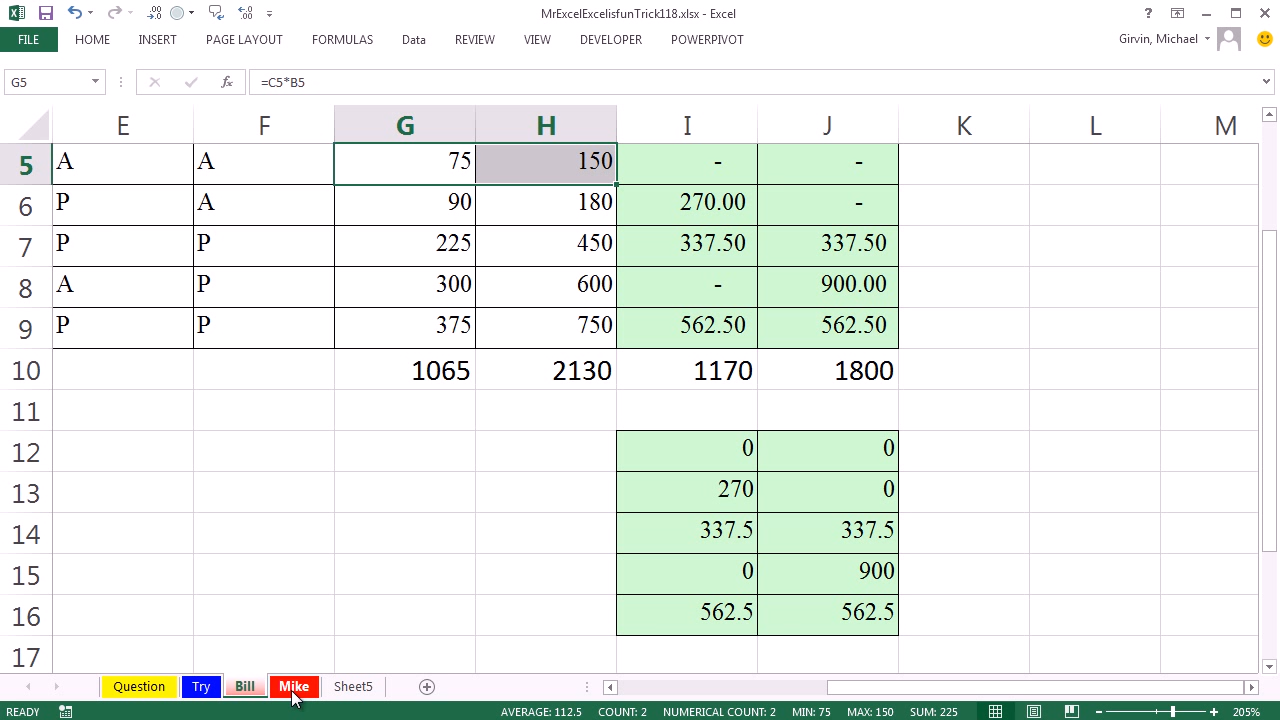 MrExcelExcelisfunTrick118.xlsx - Excel
FILE HOME INSERT PAGE LAYOUT FORMULAS Data REVIEW VIEW DEVELOPER POWERPIVOT Girvin, Michael
G5 fx =C5*B5
E F G H I J K L M
5 A A 75 150 - -
6 P A 90 180 270.00 -
7 P P 225 450 337.50 337.50
8 A P 300 600 - 900.00
9 P P 375 750 562.50 562.50
10 1065 2130 1170 1800
11
12 0 0
13 270 0
14 337.5 337.5
15 0 900
16 562.5 562.5
17
Question Try Bill Mike Sheet5
READY AVERAGE: 112.5 COUNT: 2 NUMERICAL COUNT: 2 MIN: 75 MAX: 150 SUM: 225 205%